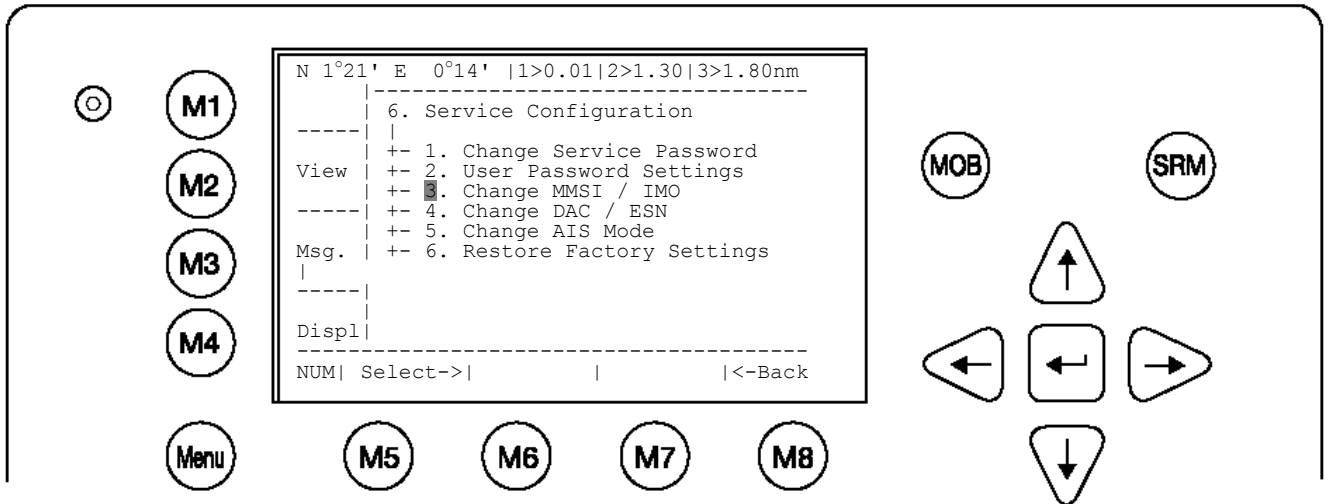 N 1°21' E  0°14' |1>0.01|2>1.30|3>1.80nm
|----------------------------------
M1 | 6. Service Configuration
-----| |
| +- 1. Change Service Password
MOB SRM
M2 View | +- 2. User Password Settings
| +- 3. Change MMSI / IMO
-----| +- 4. Change DAC / ESN
| +- 5. Change AIS Mode
M3 Msg. | +- 6. Restore Factory Settings
|
-----|
|
M4 Displ|
----------------------------------------
NUM| Select->|         |         |<-Back
Menu M5 M6 M7 M8